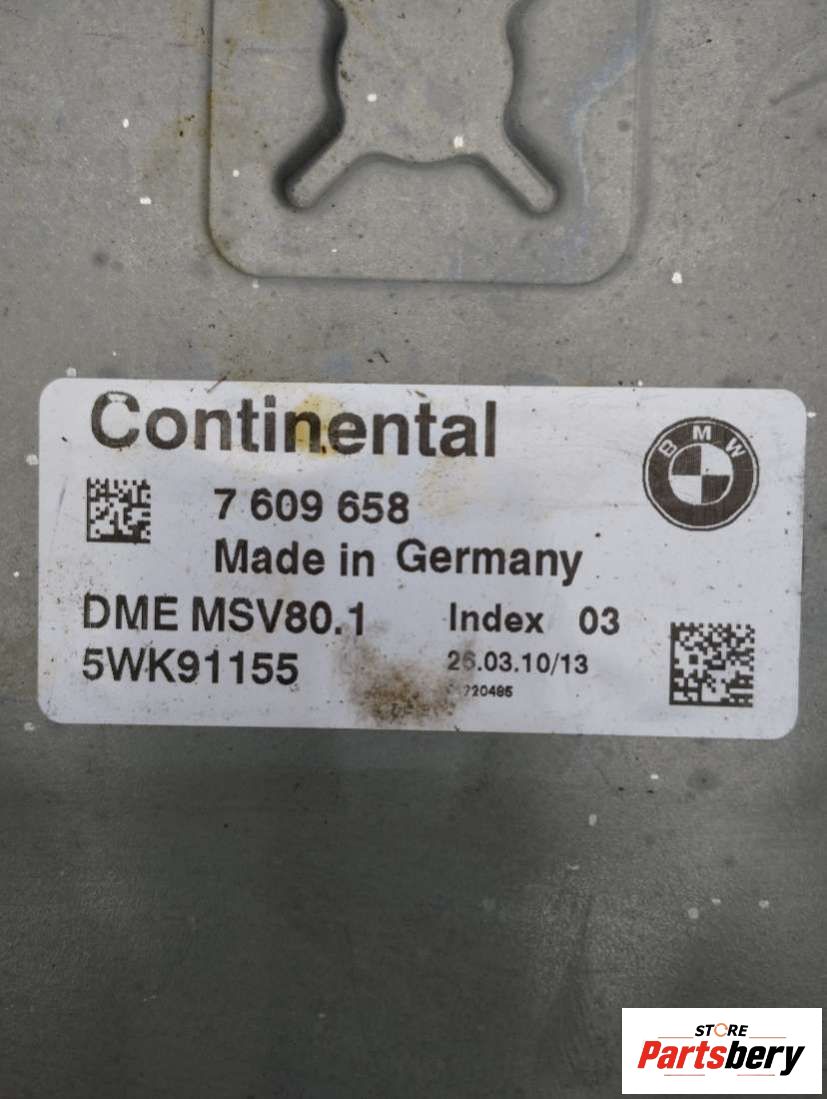 Continental
BMW
7 609 658
Made in Germany
DME MSV80.1 Index 03
5WK91155 26.03.10/13
720485
STORE
Partsbery